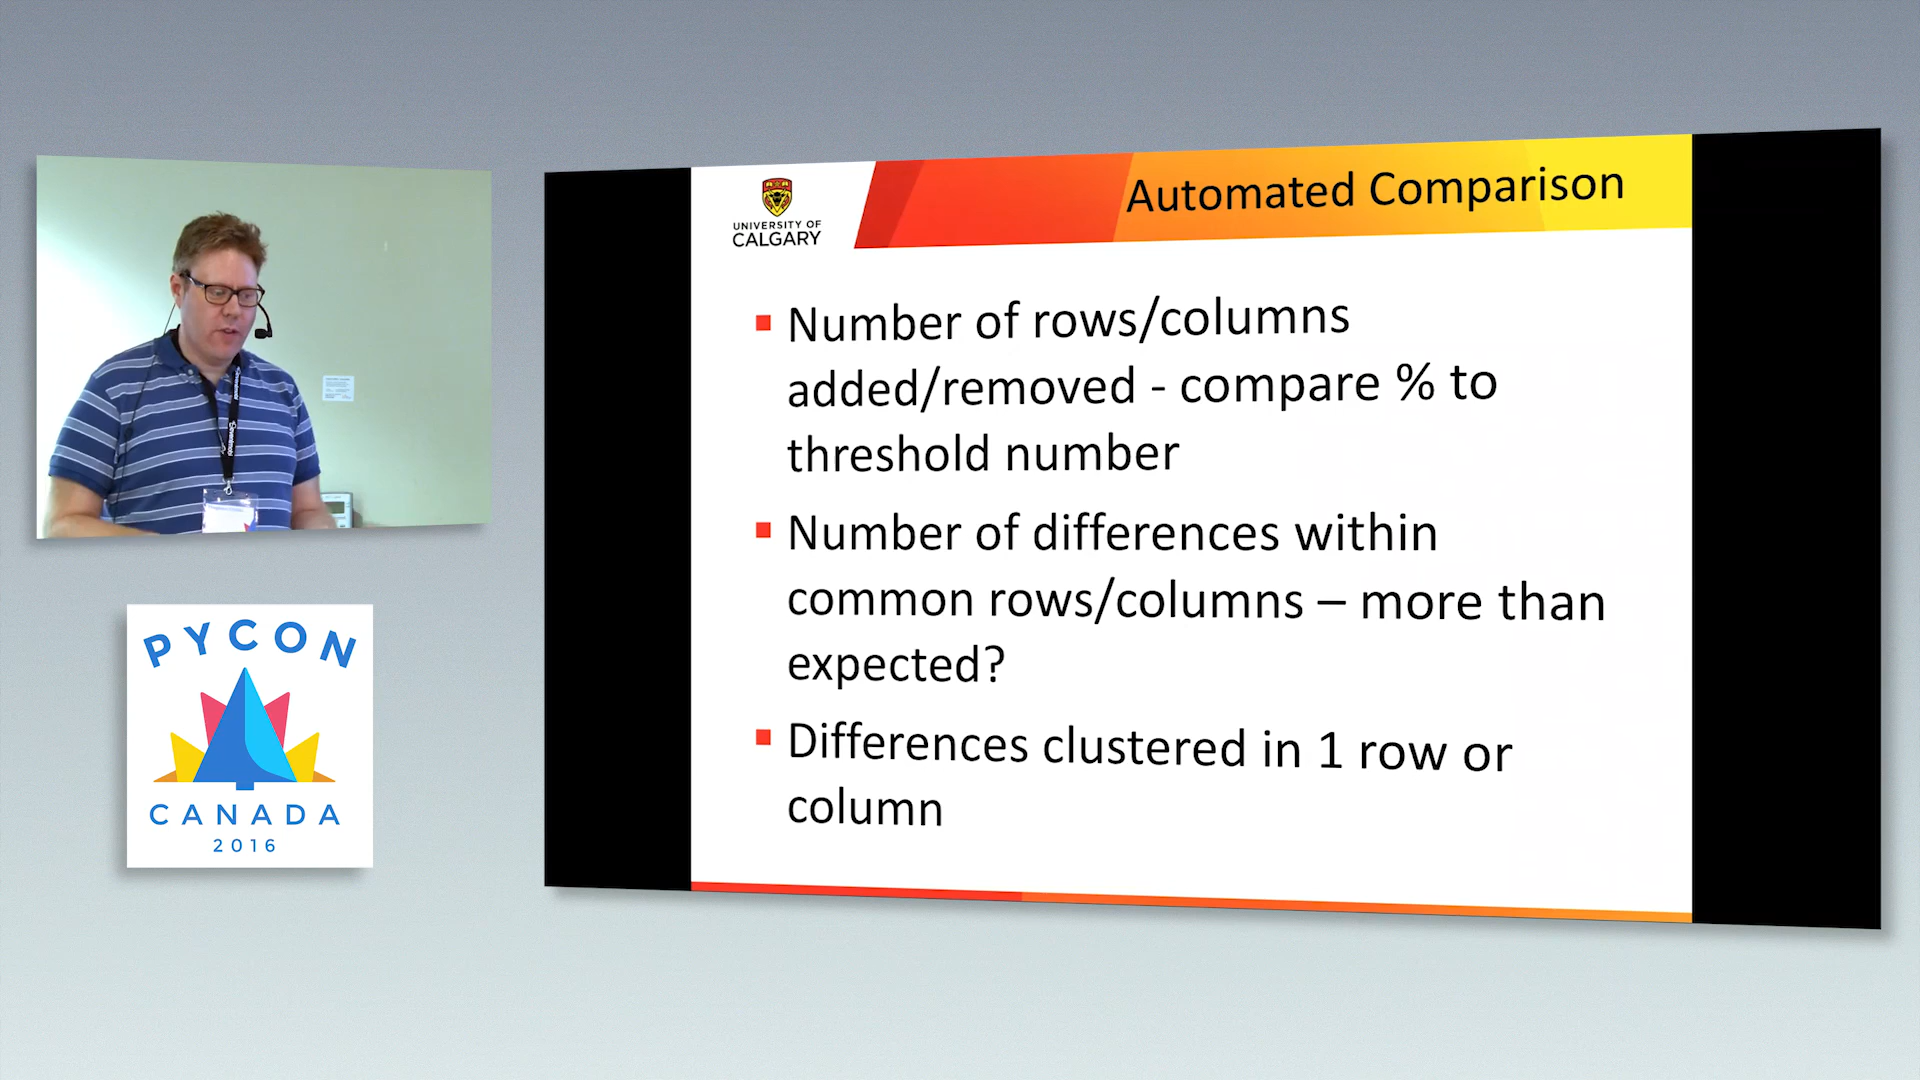 UNIVERSITY OF
CALGARY
Automated Comparison
Number of rows/columns
added/removed - compare % to
threshold number
Number of differences within
common rows/columns – more than
expected?
Differences clustered in 1 row or
column
PYCON
CANADA
2016